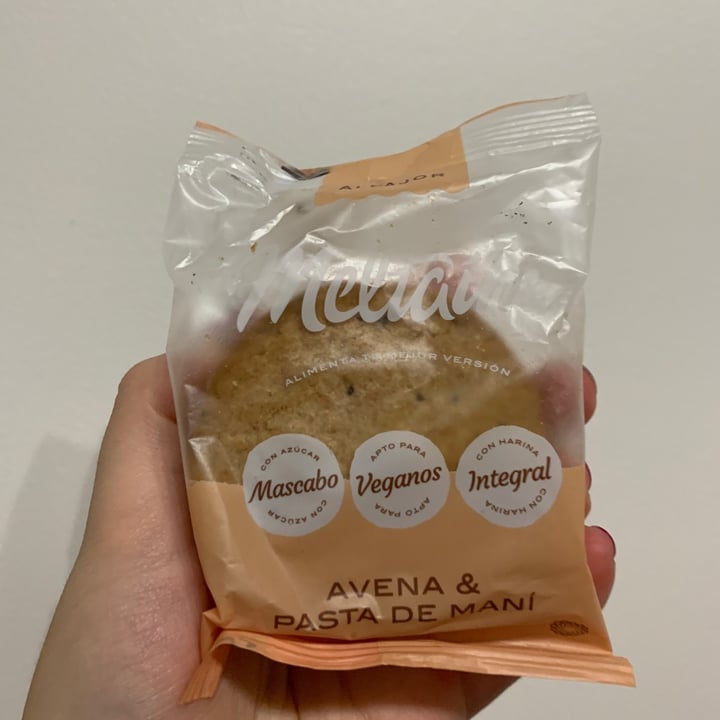 ALFAJOR
ALIMENTA TU MEJOR VERSIÓN
CON AZÚCAR
Mascabo
CON AZÚCAR
APTO PARA
Veganos
APTO PARA
CON HARINA
Integral
CON HARINA
AVENA &
PASTA DE MANÍ